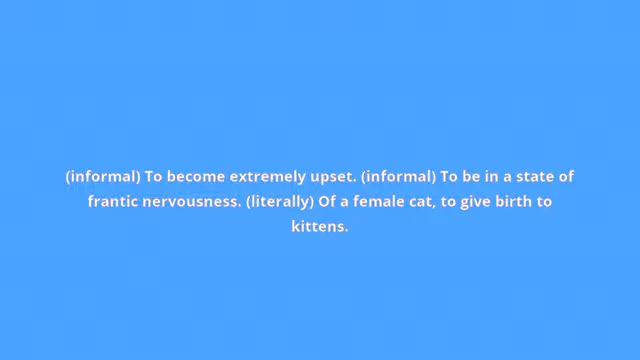 (informal) To become extremely upset. (informal) To be in a state of
frantic nervousness. (literally) Of a female cat, to give birth to
kittens.